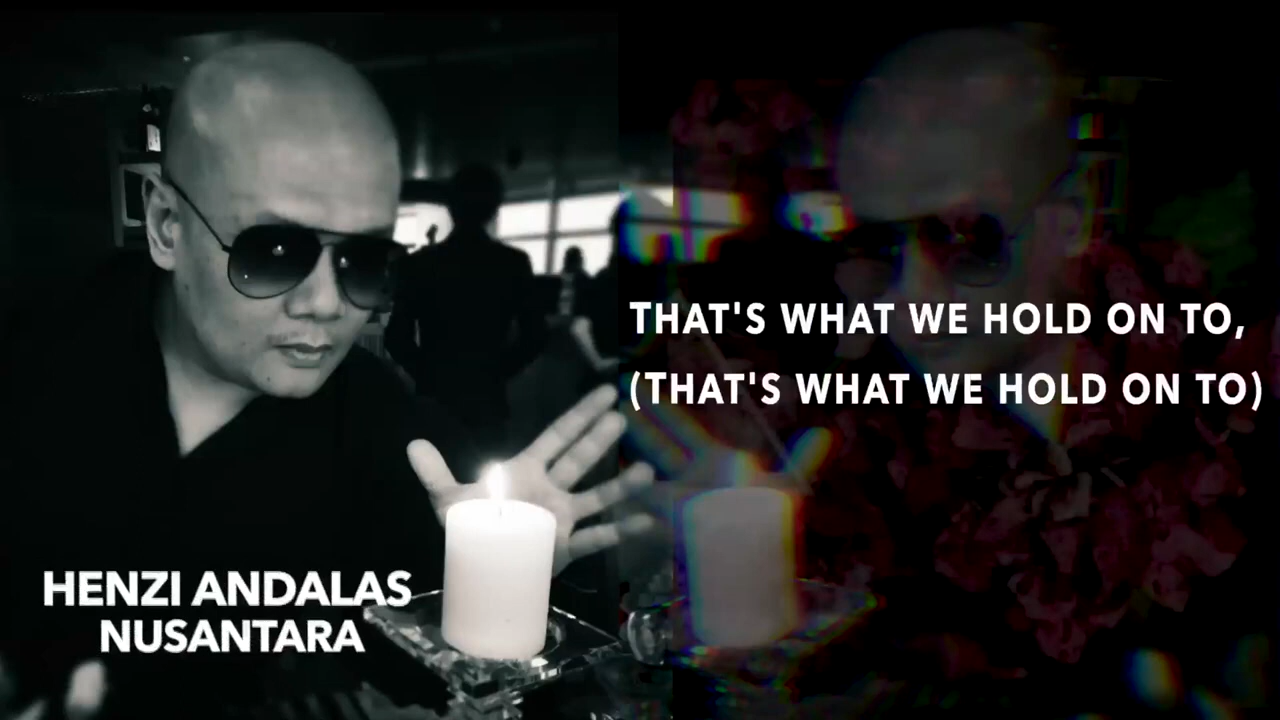 THAT'S WHAT WE HOLD ON TO,
(THAT'S WHAT WE HOLD ON TO)
HENZI ANDALAS
NUSANTARA